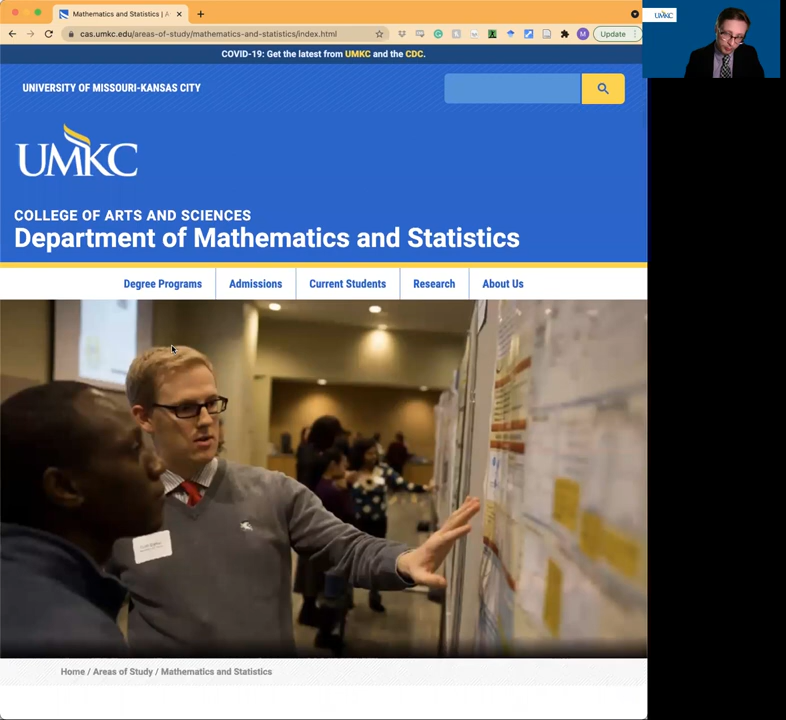 Mathematics and Statistics | A
cas.umkc.edu/areas-of-study/mathematics-and-statistics/index.html
Update
UMKC
COVID-19: Get the latest from UMKC and the CDC.
UNIVERSITY OF MISSOURI-KANSAS CITY
UMKC
COLLEGE OF ARTS AND SCIENCES
Department of Mathematics and Statistics
Degree Programs
Admissions
Current Students
Research
About Us
Home / Areas of Study / Mathematics and Statistics